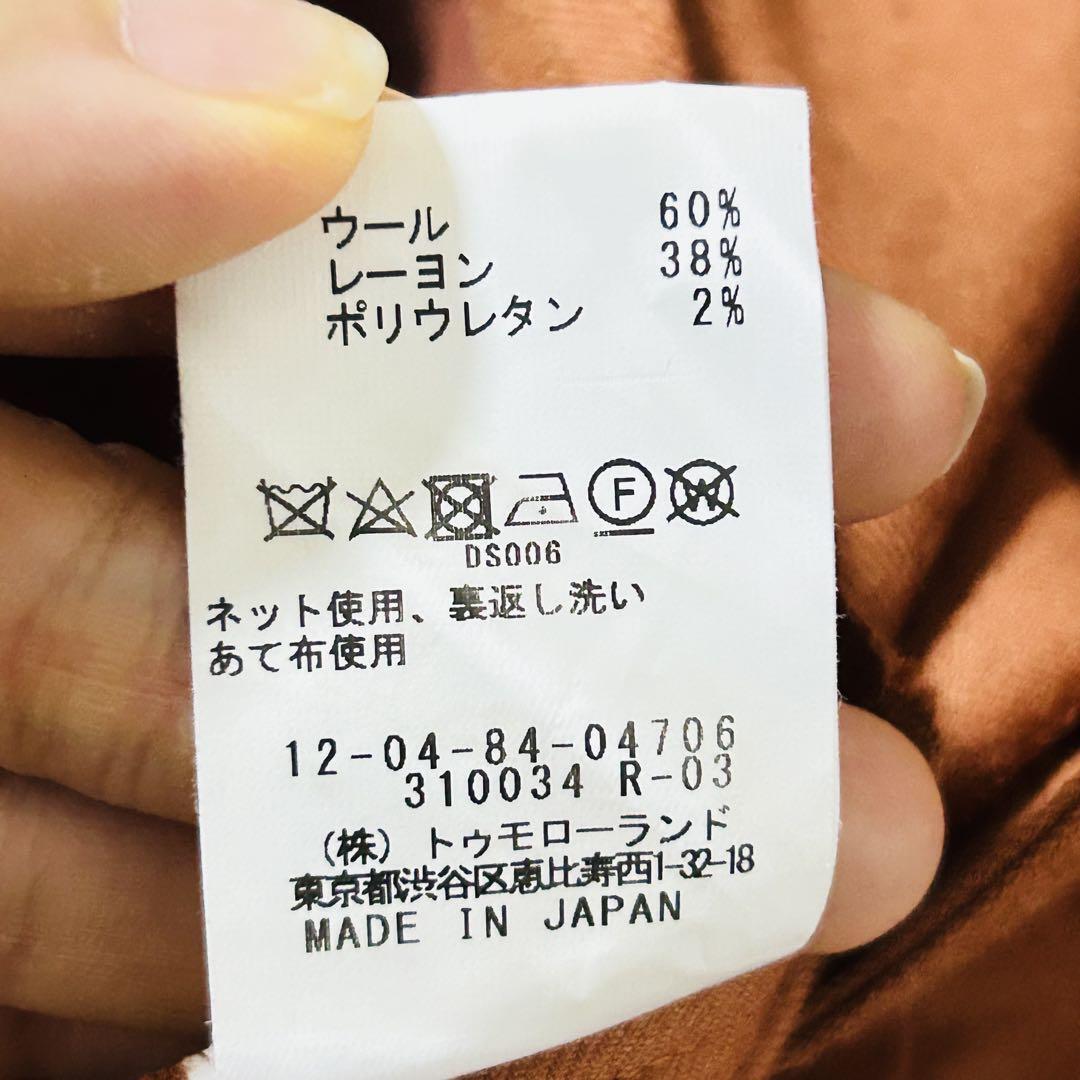 ウール 60%
レーヨン 38%
ポリウレタン 2%
F W
DS006
ネット使用、裏返し洗い
あて布使用
12-04-84-04706
310034 R-03
(株) トゥモローランド
東京都渋谷区恵比寿西1-32-18
MADE IN JAPAN